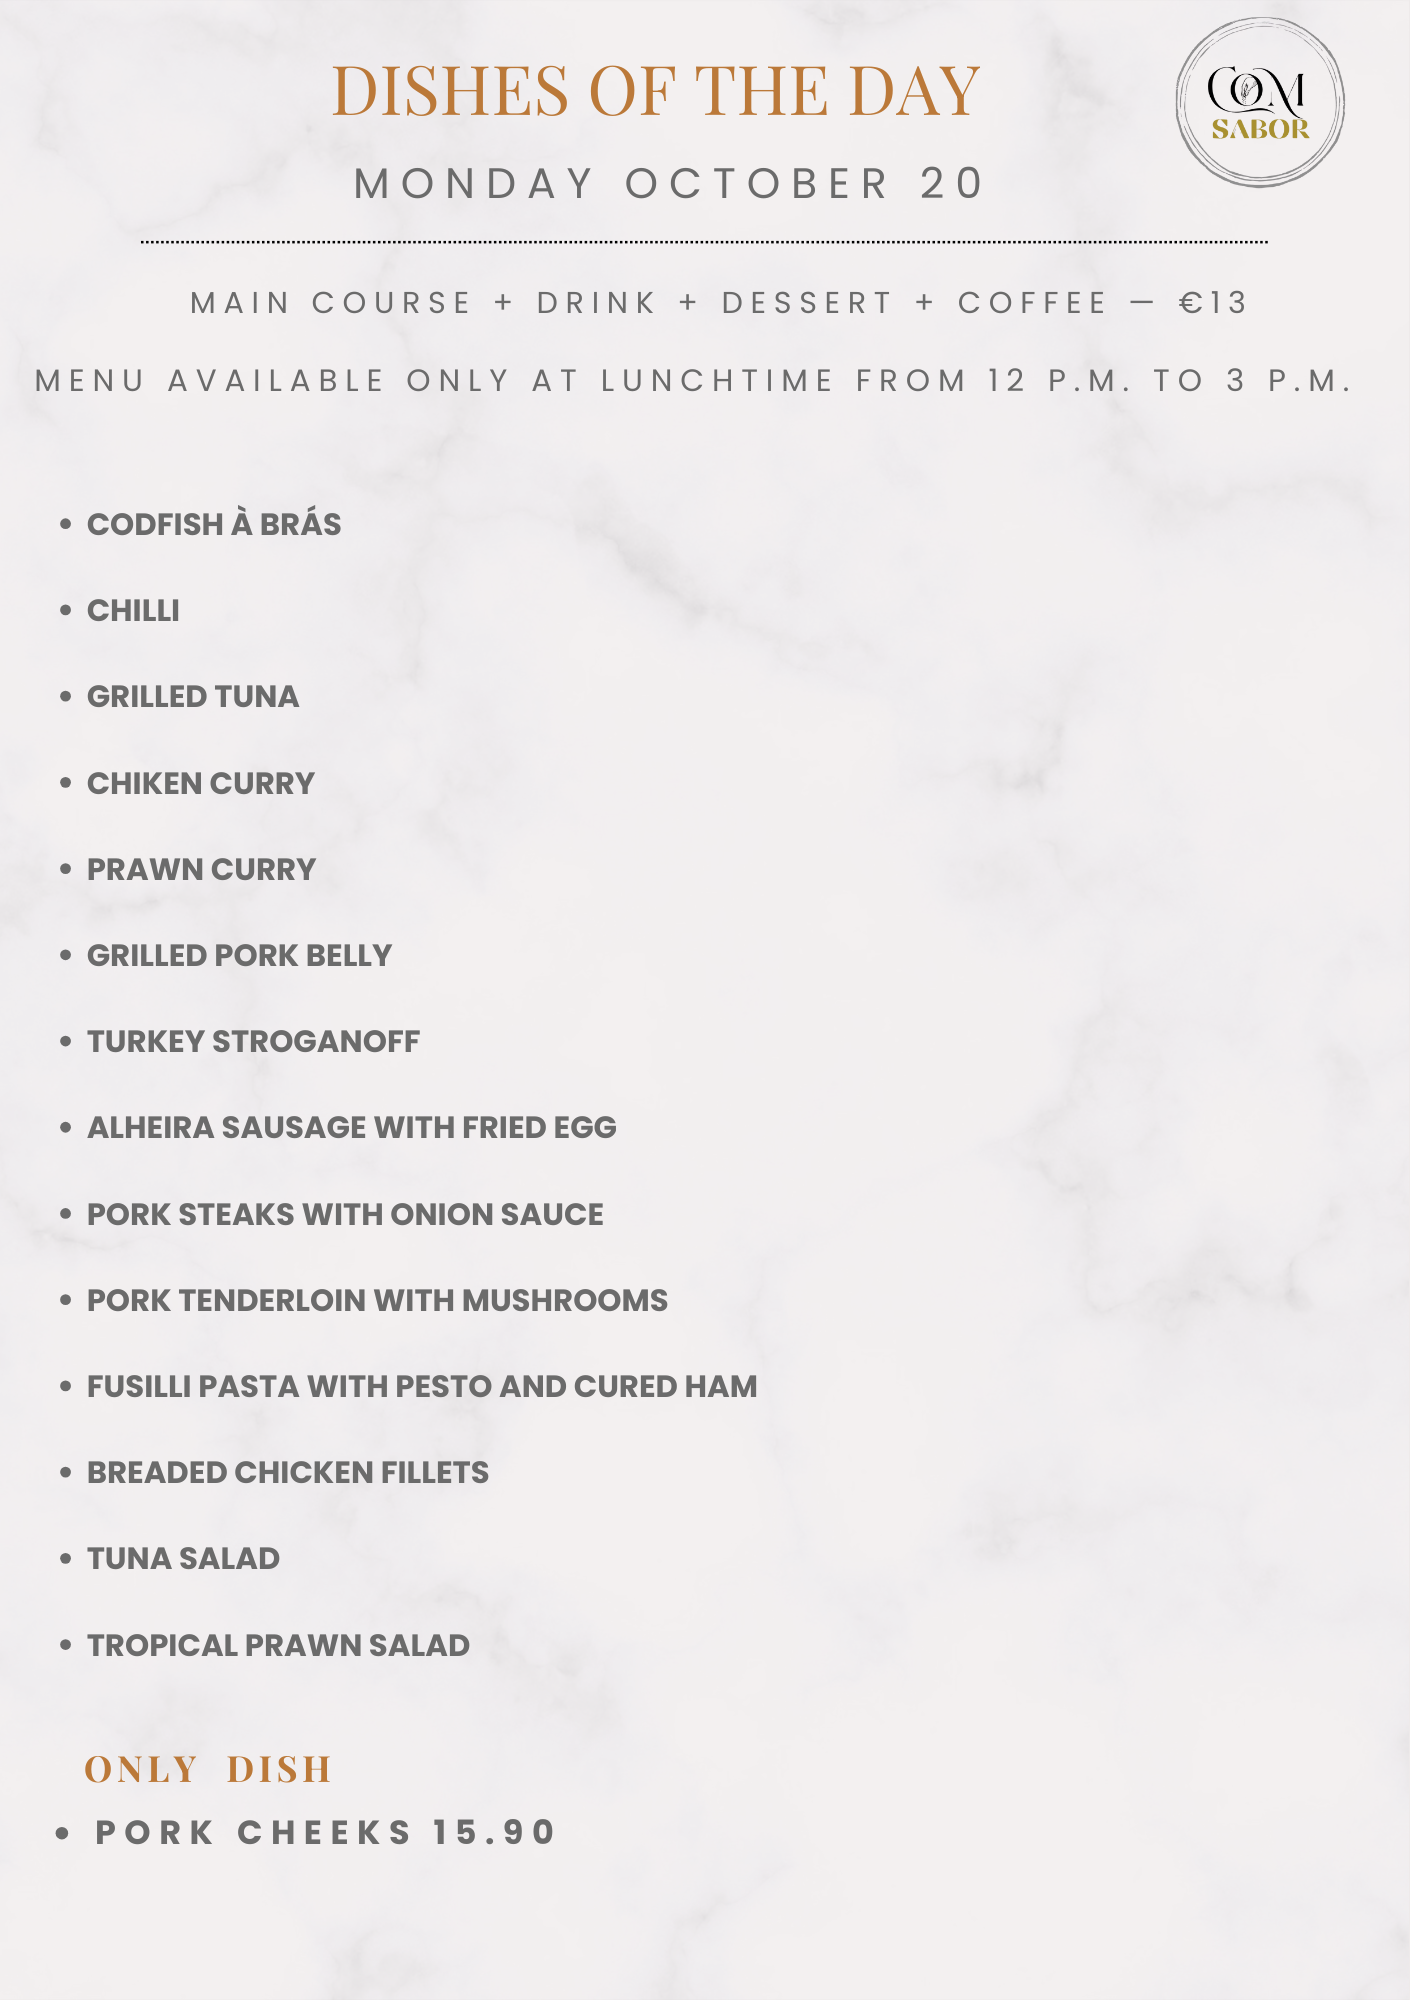 DISHES OF THE DAY
COM
SABOR
MONDAY OCTOBER 20
MAIN COURSE + DRINK + DESSERT + COFFEE — €13
MENU AVAILABLE ONLY AT LUNCHTIME FROM 12 P.M. TO 3 P.M.
• CODFISH À BRÁS
• CHILLI
• GRILLED TUNA
• CHIKEN CURRY
• PRAWN CURRY
• GRILLED PORK BELLY
• TURKEY STROGANOFF
• ALHEIRA SAUSAGE WITH FRIED EGG
• PORK STEAKS WITH ONION SAUCE
• PORK TENDERLOIN WITH MUSHROOMS
• FUSILLI PASTA WITH PESTO AND CURED HAM
• BREADED CHICKEN FILLETS
• TUNA SALAD
• TROPICAL PRAWN SALAD
ONLY DISH
• PORK CHEEKS 15.90